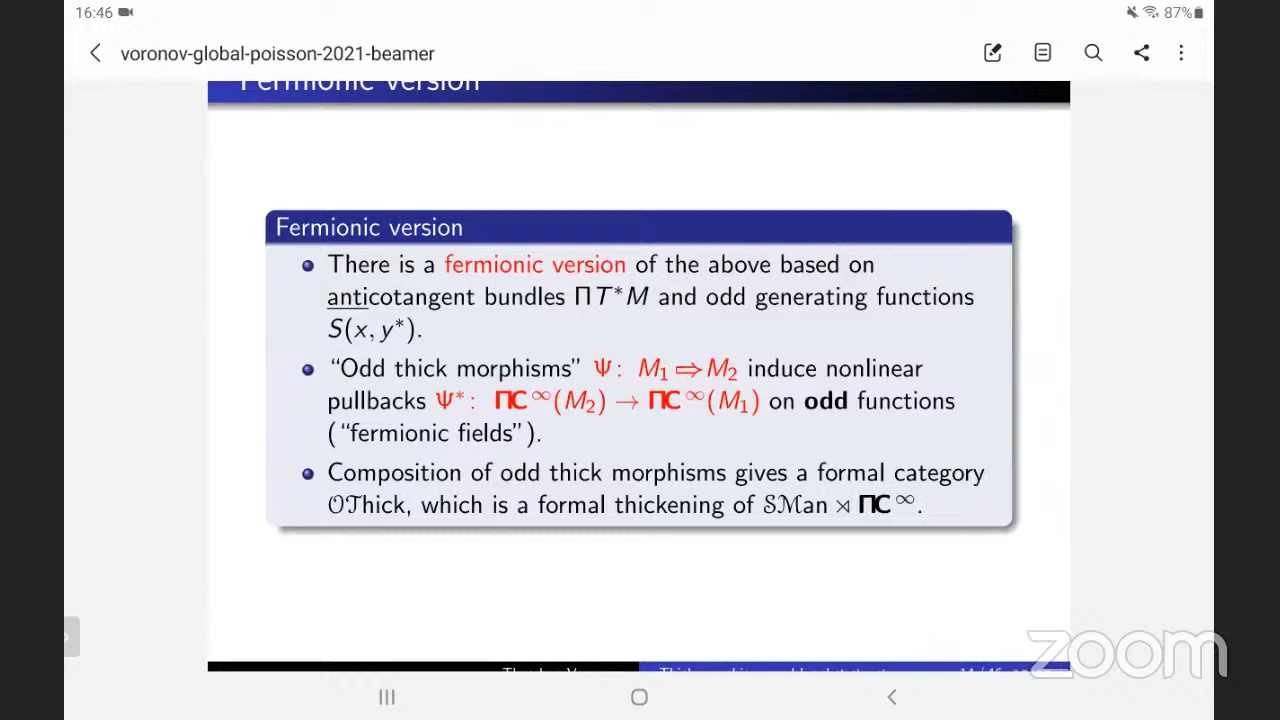 16:46 87%
voronov-global-poisson-2021-beamer
Fermionic version
Fermionic version
There is a fermionic version of the above based on
anticotangent bundles ΠT*M and odd generating functions
S(x, y*).
“Odd thick morphisms” Ψ: M₁ ⇨ M₂ induce nonlinear
pullbacks Ψ*: ΠC^∞(M₂) → ΠC^∞(M₁) on odd functions
(“fermionic fields”).
Composition of odd thick morphisms gives a formal category
OThick, which is a formal thickening of SMan ⋊ ΠC^∞.
zoom